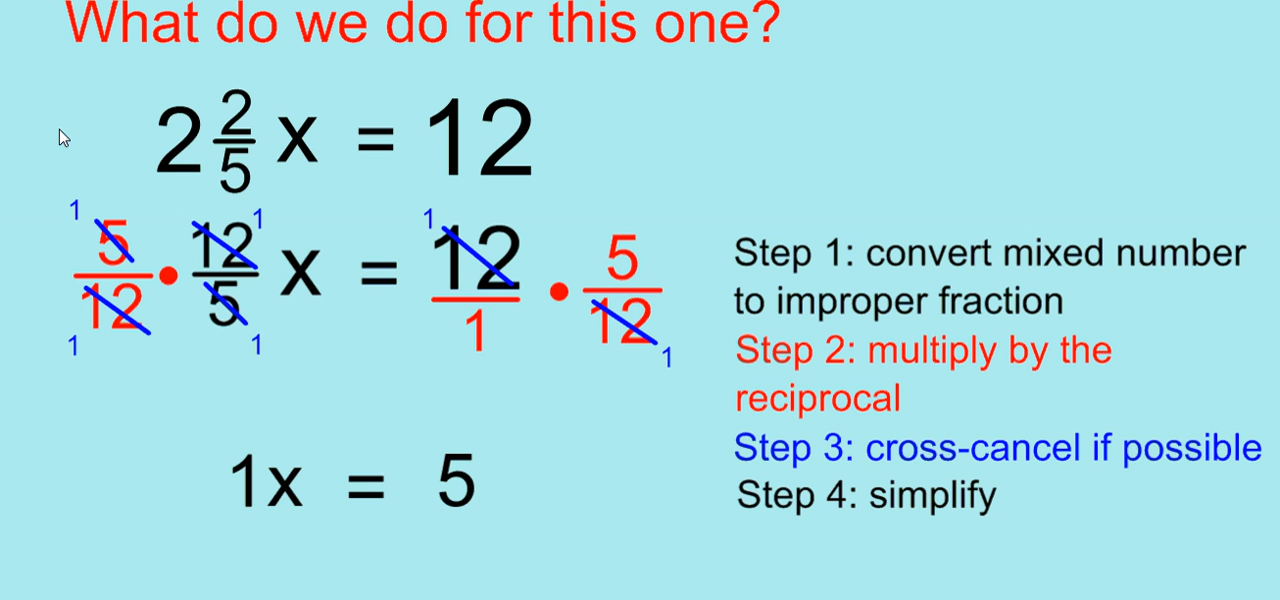 What do we do for this one?
2 2/5 x = 12
5/12 • 12/5 x = 12/1 • 5/12
1 1 1 1 1 1
1x = 5
Step 1: convert mixed number
to improper fraction
Step 2: multiply by the
reciprocal
Step 3: cross-cancel if possible
Step 4: simplify